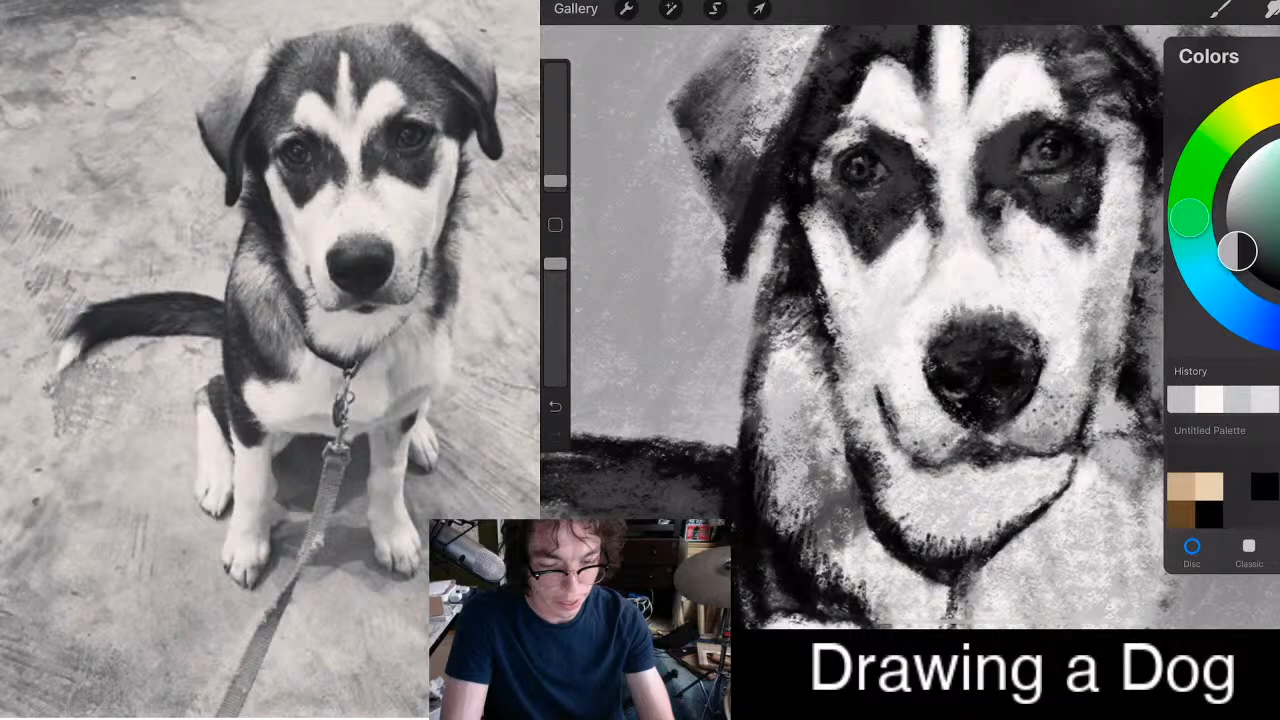 Gallery
Colors
History
Untitled Palette
Disc
Classic
Drawing a Dog